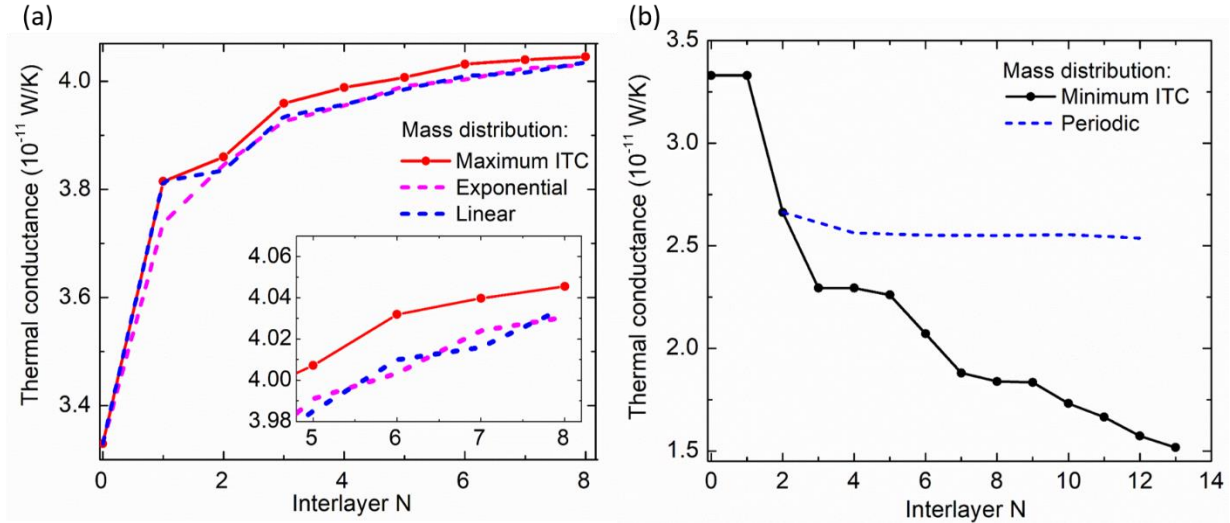 (a)
Thermal conductance (10⁻¹¹ W/K)
4.0
3.8
3.6
3.4
Mass distribution:
Maximum ITC
Exponential
Linear
4.06
4.04
4.02
4.00
3.98
5 6 7 8
0 2 4 6 8
Interlayer N
(b)
Thermal conductance (10⁻¹¹ W/K)
3.5
3.0
2.5
2.0
1.5
Mass distribution:
Minimum ITC
Periodic
0 2 4 6 8 10 12 14
Interlayer N